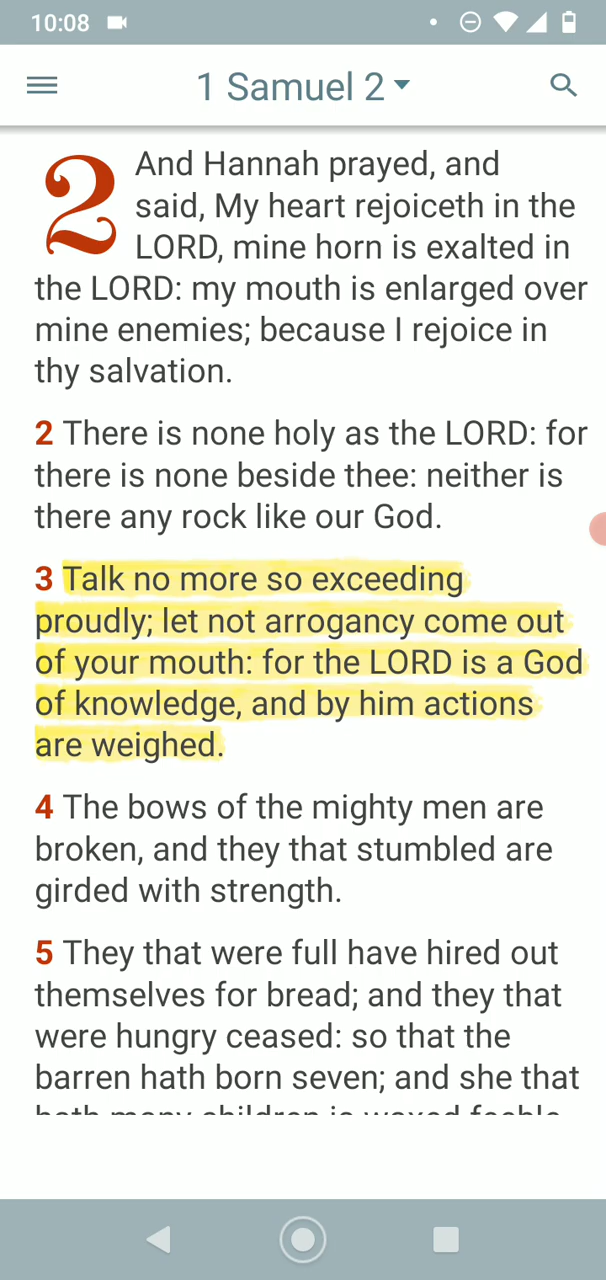 10:08
1 Samuel 2
2 And Hannah prayed, and
said, My heart rejoiceth in the
LORD, mine horn is exalted in
the LORD: my mouth is enlarged over
mine enemies; because I rejoice in
thy salvation.
2 There is none holy as the LORD: for
there is none beside thee: neither is
there any rock like our God.
3 Talk no more so exceeding
proudly; let not arrogancy come out
of your mouth: for the LORD is a God
of knowledge, and by him actions
are weighed.
4 The bows of the mighty men are
broken, and they that stumbled are
girded with strength.
5 They that were full have hired out
themselves for bread; and they that
were hungry ceased: so that the
barren hath born seven; and she that
hath many children is waxed feeble